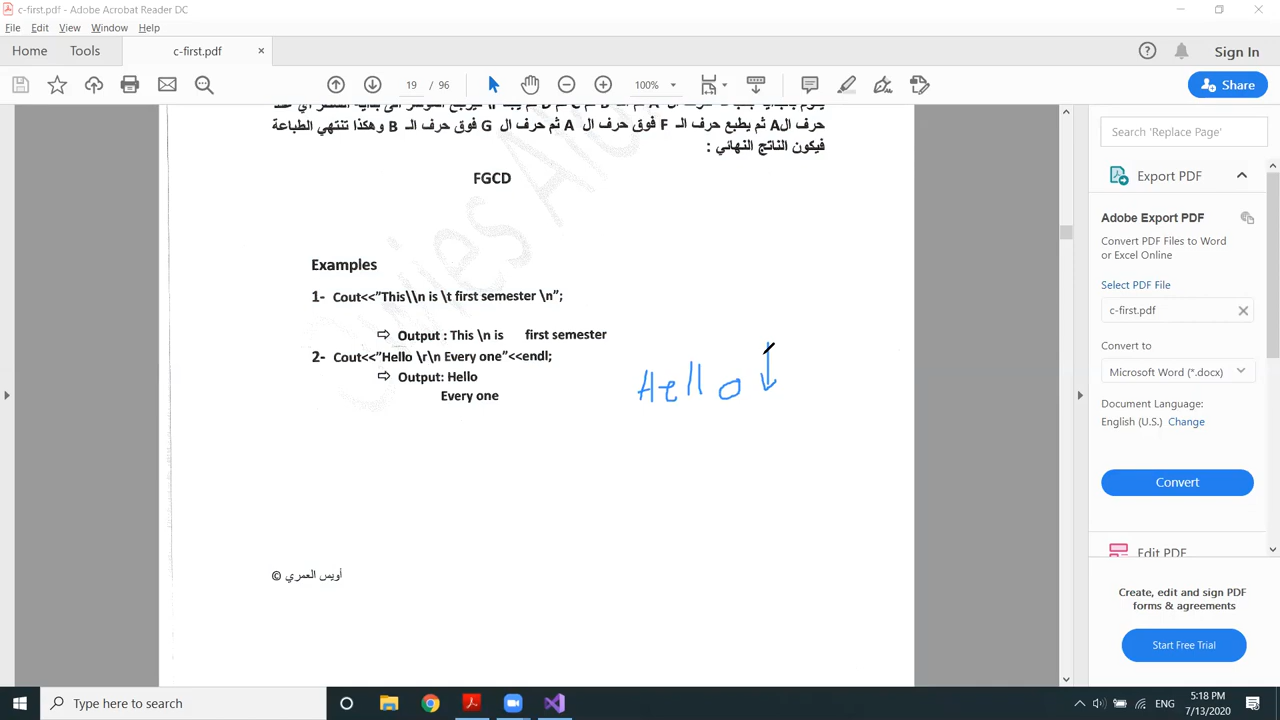 c-first.pdf - Adobe Acrobat Reader DC
File Edit View Window Help
Home Tools c-first.pdf ×
Sign In
19 / 96
100%
Share
حرف الA ثم يطبع حرف الـ F فوق حرف ال A ثم حرف ال G فوق حرف الـ B وهكذا تنتهي الطباعة
فيكون الناتج النهائي :
FGCD
Examples
1- Cout<<"This\\n is \t first semester \n";
Output : This \n is first semester
2- Cout<<"Hello \r\n Every one"<<endl;
Output: Hello
Every one
Hello
© أويس العمري
Search 'Replace Page'
Export PDF
Adobe Export PDF
Convert PDF Files to Word
or Excel Online
Select PDF File
c-first.pdf
Convert to
Microsoft Word (*.docx)
Document Language:
English (U.S.) Change
Convert
Edit PDF
Create, edit and sign PDF
forms & agreements
Start Free Trial
Type here to search
ENG
5:18 PM
7/13/2020